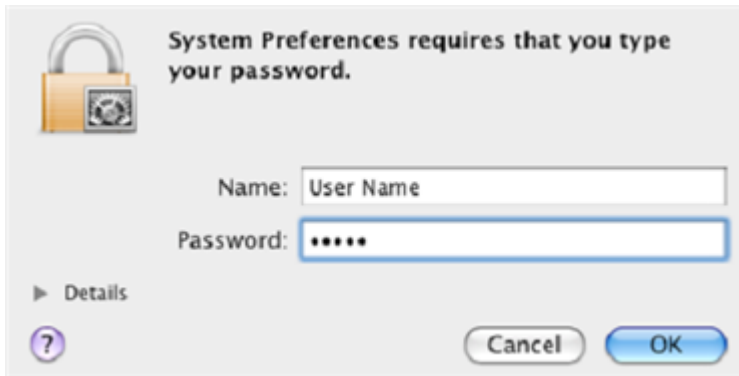 System Preferences requires that you type
your password.
Name: User Name
Password: •••••
Details
?
Cancel OK